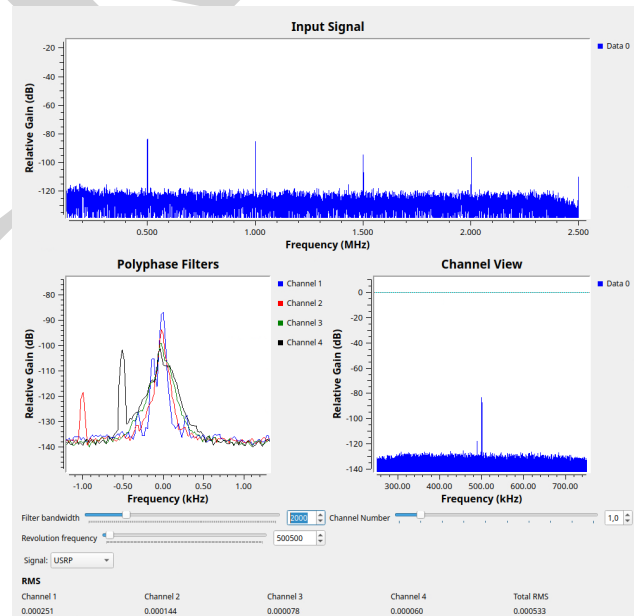 Input Signal
Data 0
-20
-40
-60
-80
-100
-120
Relative Gain (dB)
0.500 1.000 1.500 2.000 2.500
Frequency (MHz)
Polyphase Filters
Channel 1
Channel 2
Channel 3
Channel 4
-80
-90
-100
-110
-120
-130
-140
Relative Gain (dB)
-1.00 -0.50 0.00 0.50 1.00
Frequency (kHz)
Channel View
Data 0
0
-20
-40
-60
-80
-100
-120
-140
Relative Gain (dB)
300.00 400.00 500.00 600.00 700.00
Frequency (kHz)
Filter bandwidth 2000 Channel Number 1,0
Revolution frequency 500500
Signal: USRP
RMS
Channel 1 Channel 2 Channel 3 Channel 4 Total RMS
0.000251 0.000144 0.000078 0.000060 0.000533